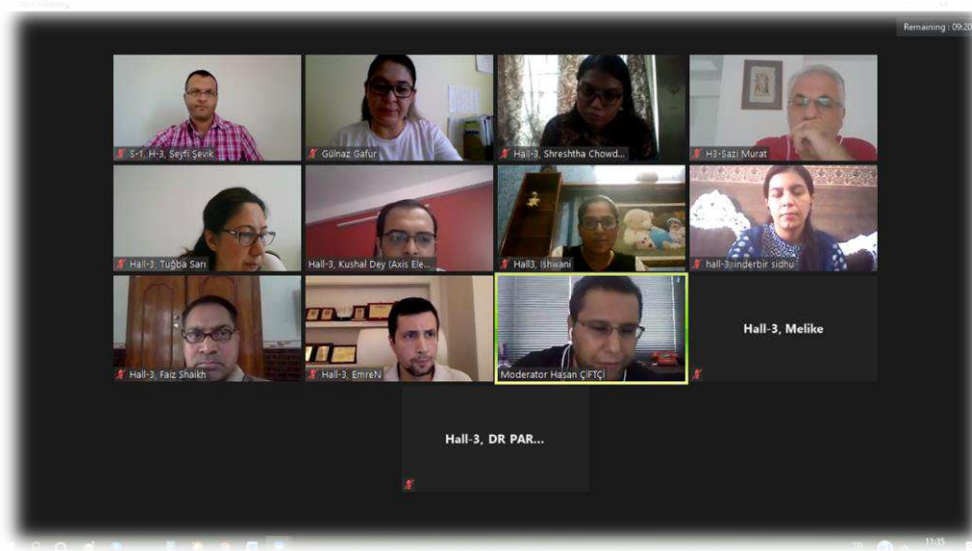 Remaining : 09:20
S-1, H-3, Seyfi Şevik
Gülnaz Gafur
Hall-3, Shreshtha Chowd...
H3-Sazi Murat
Hall-3, Tuğba Sarı
Hall-3, Kushal Dey (Axis Ele...
Hall3, Ishwani
hall-3,inderbir sidhu
Hall-3, Faiz Shaikh
Hall-3, EmreN
Moderator Hasan ÇİFTÇİ
Hall-3, Melike
Hall-3, DR PAR...
11:35